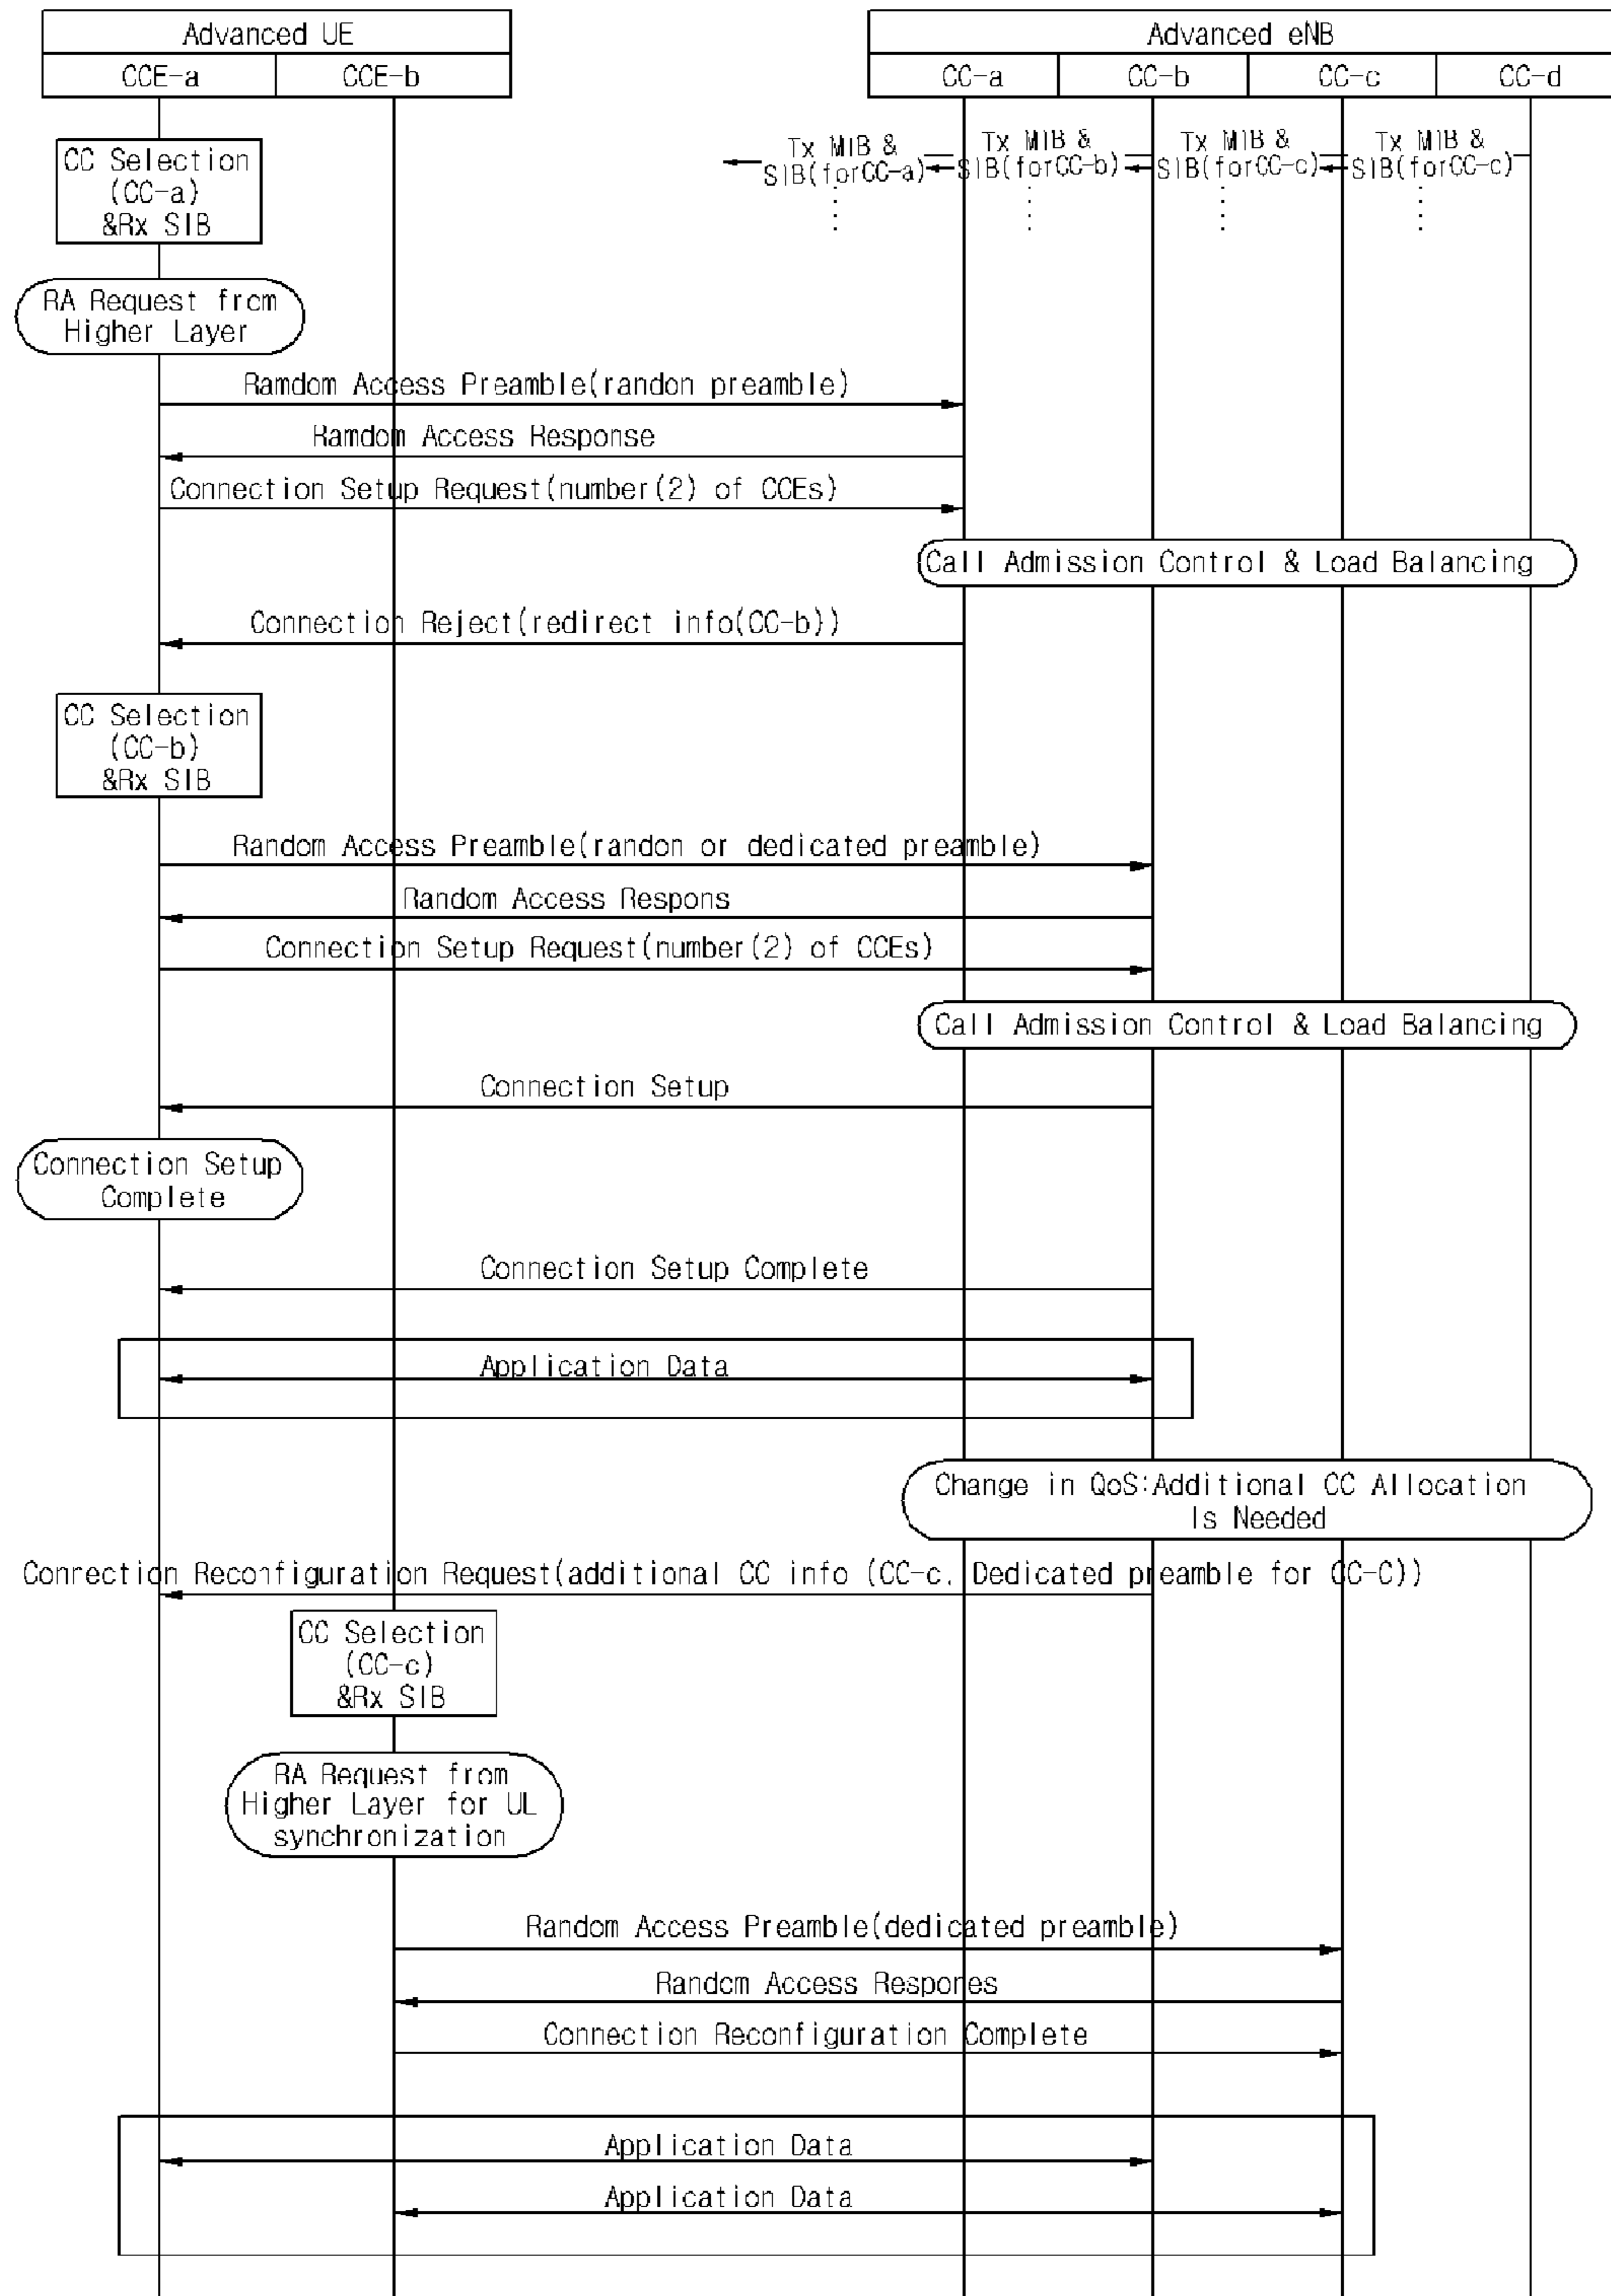 Advanced UE
Advanced eNB
CCE-a
CCE-b
CC-a
CC-b
CC-c
CC-d
Tx MIB &
SIB(forCC-a)
Tx MIB &
SIB(forCC-b)
Tx MIB &
SIB(forCC-c)
Tx MIB &
SIB(forCC-c)
CC Selection
(CC-a)
&Rx SIB
RA Request from
Higher Layer
Ramdom Access Preamble(randon preamble)
Ramdom Access Response
Connection Setup Request(number(2) of CCEs)
Call Admission Control & Load Balancing
Connection Reject(redirect info(CC-b))
CC Selection
(CC-b)
&Rx SIB
Random Access Preamble(randon or dedicated preamble)
Random Access Respons
Connection Setup Request(number(2) of CCEs)
Call Admission Control & Load Balancing
Connection Setup
Connection Setup
Complete
Connection Setup Complete
Application Data
Change in QoS:Additional CC Allocation
Is Needed
Connection Reconfiguration Request(additional CC info (CC-c, Dedicated preamble for CC-C))
CC Selection
(CC-c)
&Rx SIB
RA Request from
Higher Layer for UL
synchronization
Random Access Preamble(dedicated preamble)
Random Access Respones
Connection Reconfiguration Complete
Application Data
Application Data